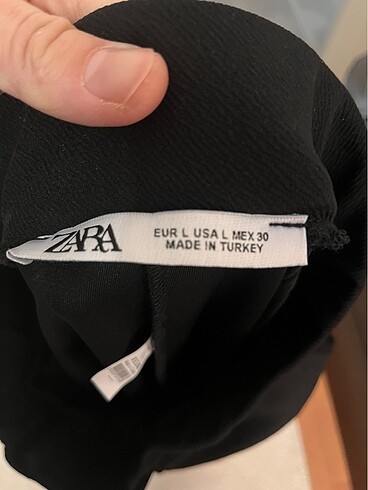 ZARA
EUR L USA L MEX 30
MADE IN TURKEY